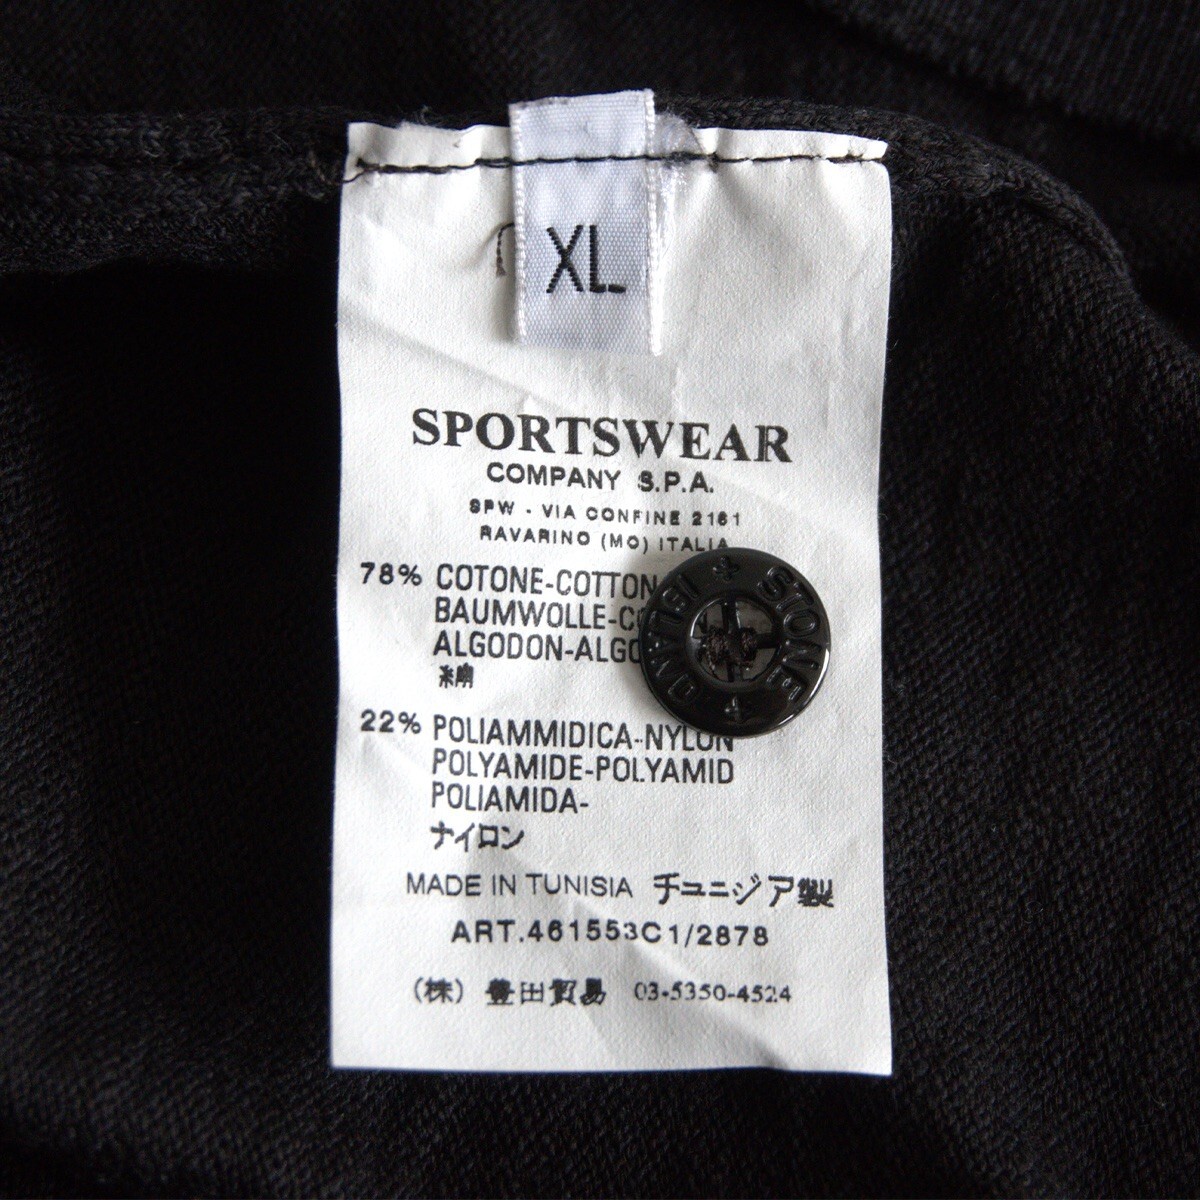 XL
SPORTSWEAR
COMPANY S.P.A.
SPW - VIA CONFINE 2161
RAVARINO (MO) ITALIA
78% COTONE-COTTON
BAUMWOLLE-
ALGODON-
綿
STONE ISLAND
22% POLIAMMIDICA-NYLON
POLYAMIDE-POLYAMID
POLIAMIDA-
ナイロン
MADE IN TUNISIA チュニジア製
ART.461553C1/2878
(株) 豊田貿易 03-5350-4524